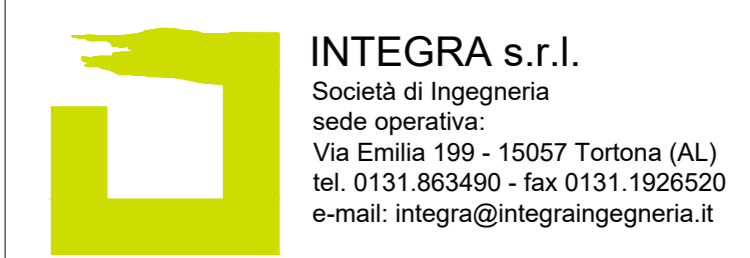 INTEGRA s.r.l.
Società di Ingegneria
sede operativa:
Via Emilia 199 - 15057 Tortona (AL)
tel. 0131.863490 - fax 0131.1926520
e-mail: integra@integraingegneria.it